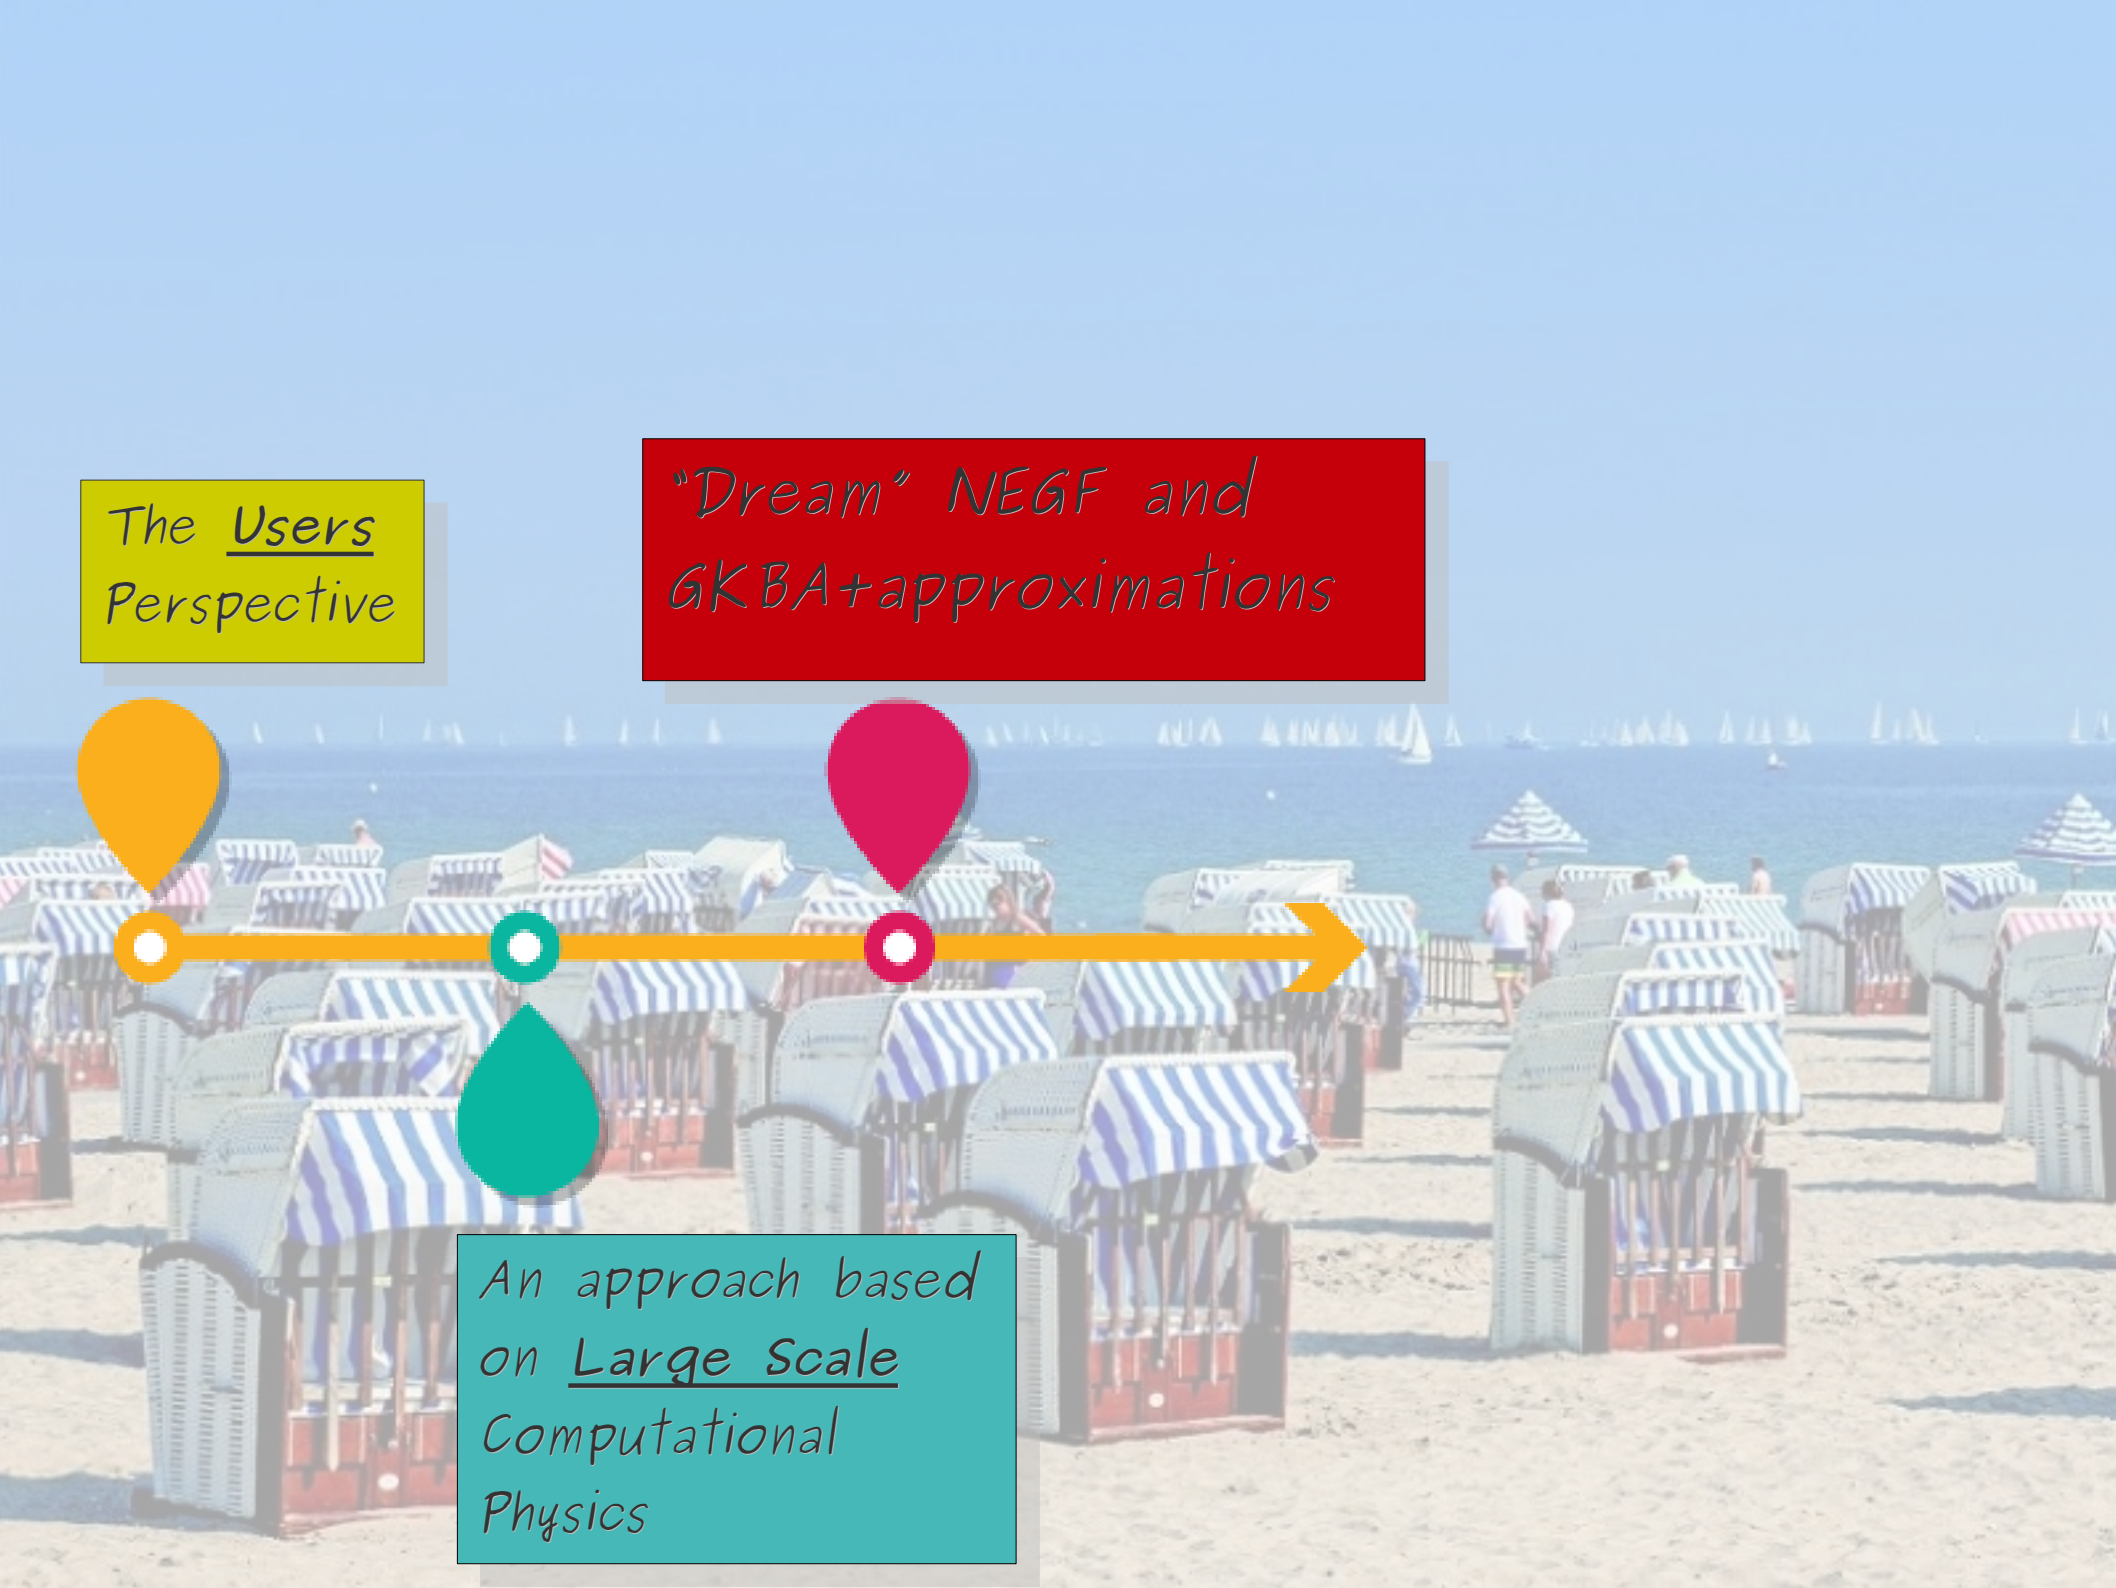 The Users
Perspective
“Dream” NEGF and
GKBA+approximations
An approach based
on Large Scale
Computational
Physics